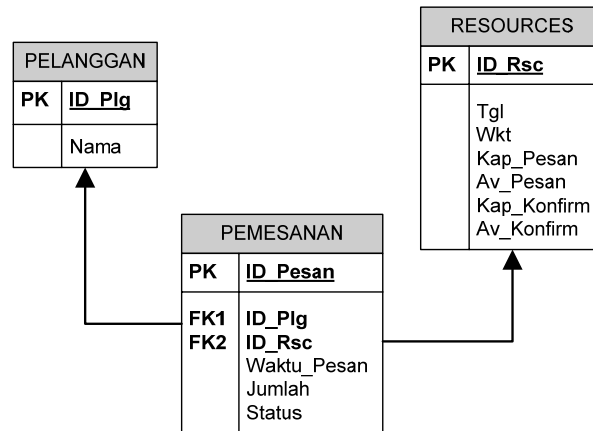 PELANGGAN
PK ID_Plg
Nama
RESOURCES
PK ID_Rsc
Tgl
Wkt
Kap_Pesan
Av_Pesan
Kap_Konfirm
Av_Konfirm
PEMESANAN
PK ID_Pesan
FK1 ID_Plg
FK2 ID_Rsc
Waktu_Pesan
Jumlah
Status